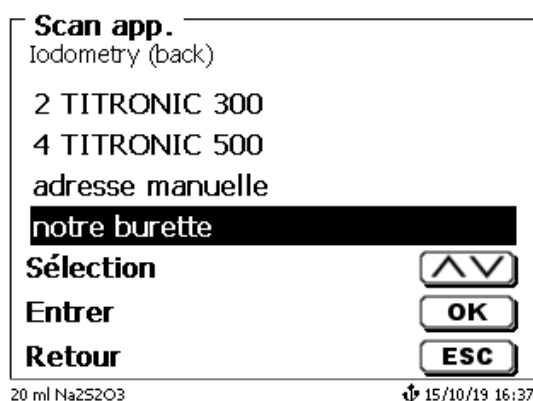 Scan app.
Iodometry (back)
2 TITRONIC 300
4 TITRONIC 500
adresse manuelle
notre burette
Sélection
Entrer OK
Retour ESC
20 ml Na2S2O3 15/10/19 16:37